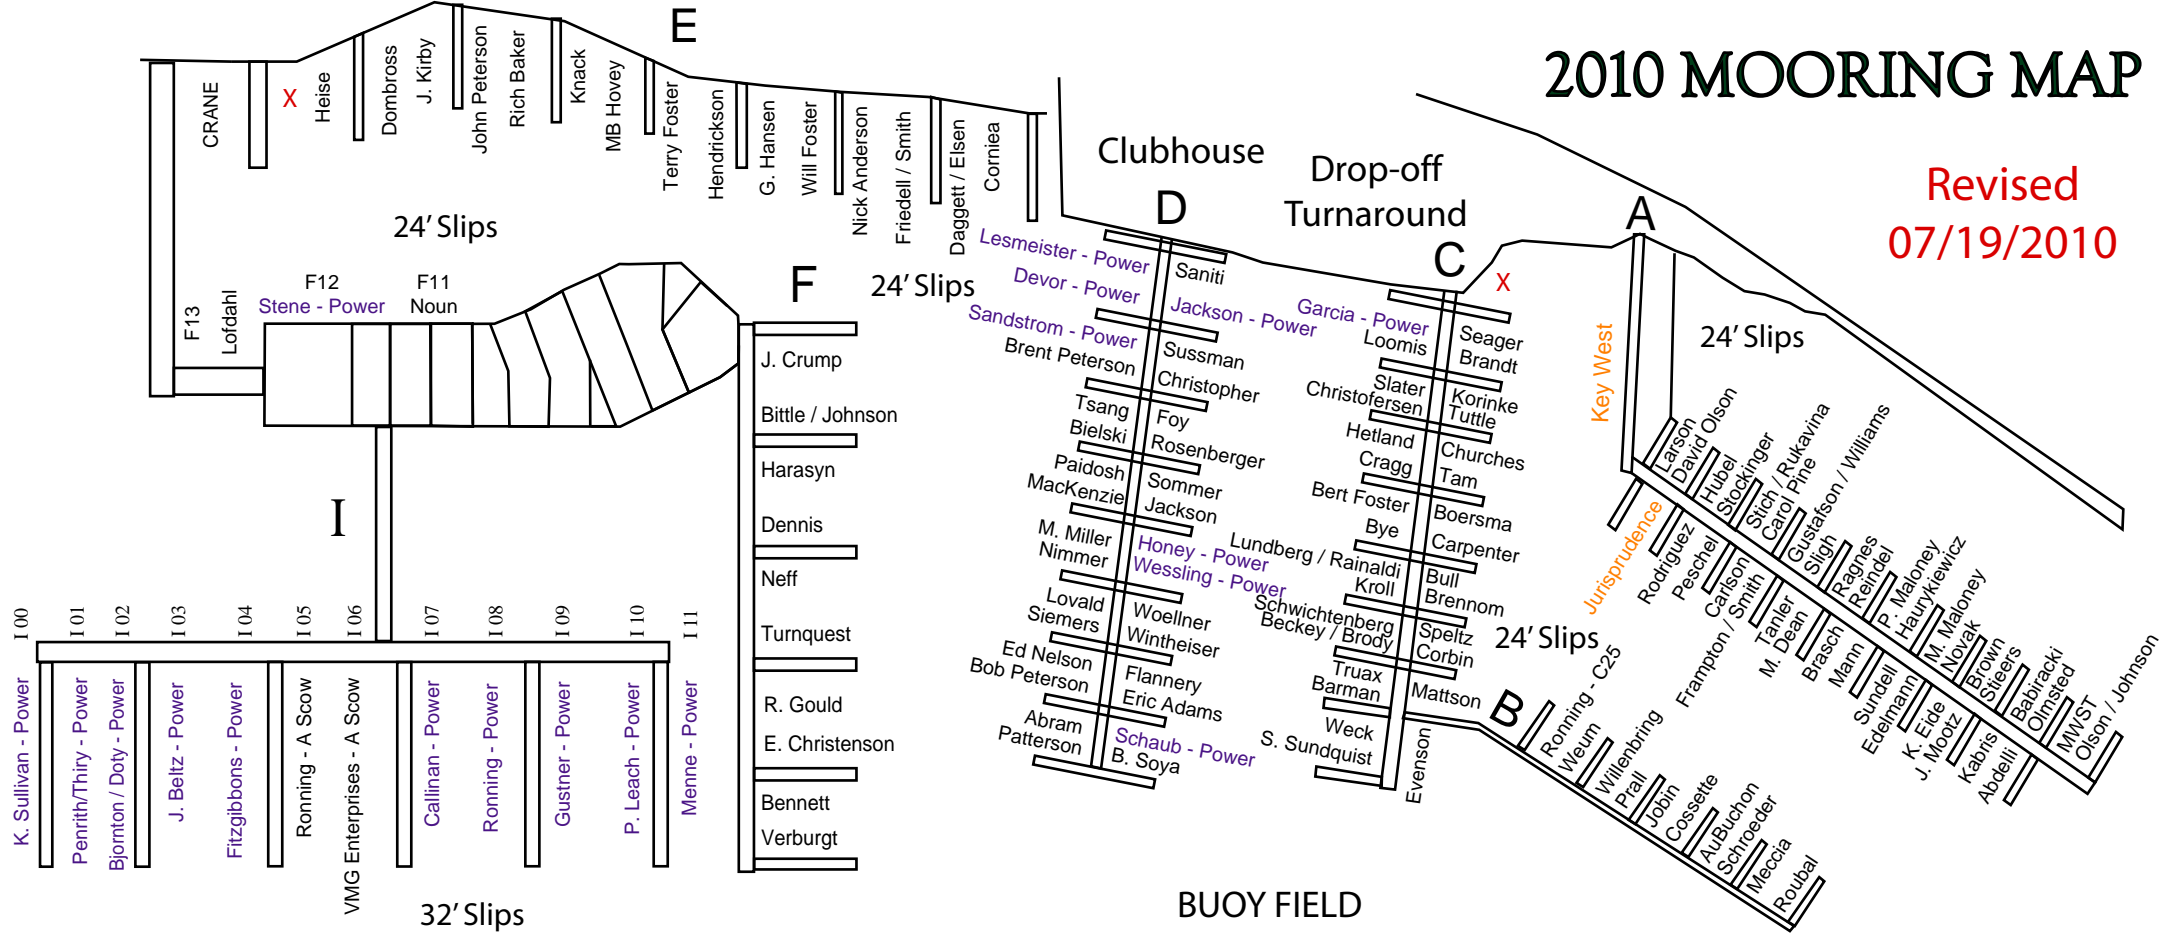 2010 MOORING MAP
Revised
07/19/2010
E
CRANE
X
Heise
Dombross
J. Kirby
John Peterson
Rich Baker
Knack
MB Hovey
Terry Foster
Hendrickson
G. Hansen
Will Foster
Nick Anderson
Friedell / Smith
Daggett / Elsen
Corniea
24' Slips
24' Slips
Clubhouse
Drop-off
Turnaround
F13
Lofdahl
F12
Stene - Power
F11
Noun
F
J. Crump
Bittle / Johnson
Harasyn
Dennis
Neff
Turnquest
R. Gould
E. Christenson
Bennett
Verburgt
I
I 00
I 01
I 02
I 03
I 04
I 05
I 06
I 07
I 08
I 09
I 10
I 11
K. Sullivan - Power
Penrith/Thiry - Power
Bjornton / Doty - Power
J. Beltz - Power
Fitzgibbons - Power
Ronning - A Scow
VMG Enterprises - A Scow
Callinan - Power
Ronning - Power
Gustner - Power
P. Leach - Power
Menne - Power
32' Slips
D
Lesmeister - Power
Devor - Power
Sandstrom - Power
Brent Peterson
Tsang
Bielski
Paidosh
MacKenzie
M. Miller
Nimmer
Lovald
Siemers
Ed Nelson
Bob Peterson
Abram
Patterson
Saniti
Jackson - Power
Sussman
Christopher
Foy
Rosenberger
Sommer
Jackson
Honey - Power
Wessling - Power
Woellner
Wintheiser
Flannery
Eric Adams
Schaub - Power
B. Soya
C
X
Garcia - Power
Loomis
Slater
Christofersen
Hetland
Cragg
Bert Foster
Bye
Lundberg / Rainaldi
Kroll
Schwichtenberg
Beckey / Brody
Truax
Barman
Weck
S. Sundquist
Seager
Brandt
Korinke
Tuttle
Churches
Tam
Boersma
Carpenter
Bull
Brennom
Speltz
Corbin
Mattson
Evenson
A
Key West
24' Slips
Larson
David Olson
Hubel
Stockinger
Stich / Rukavina
Carol Pine
Gustafson / Williams
Sligh
Ragnes
Reindel
P. Maloney
Haurykiewicz
M. Maloney
Novak
Brown
Stiers
Babiracki
Olmsted
MWST
Olson / Johnson
Jurisprudence
Rodriguez
Peschel
Carlson
Frampton / Smith
Tanler
M. Dean
Brasch
Mann
Sundell
Edelmann
K. Eide
J. Mootz
Kabris
Abdelli
24' Slips
B
Ronning - C25
Weum
Willenbring
Prall
Jobin
Cossette
AuBuchon
Schroeder
Meccia
Roubal
BUOY FIELD